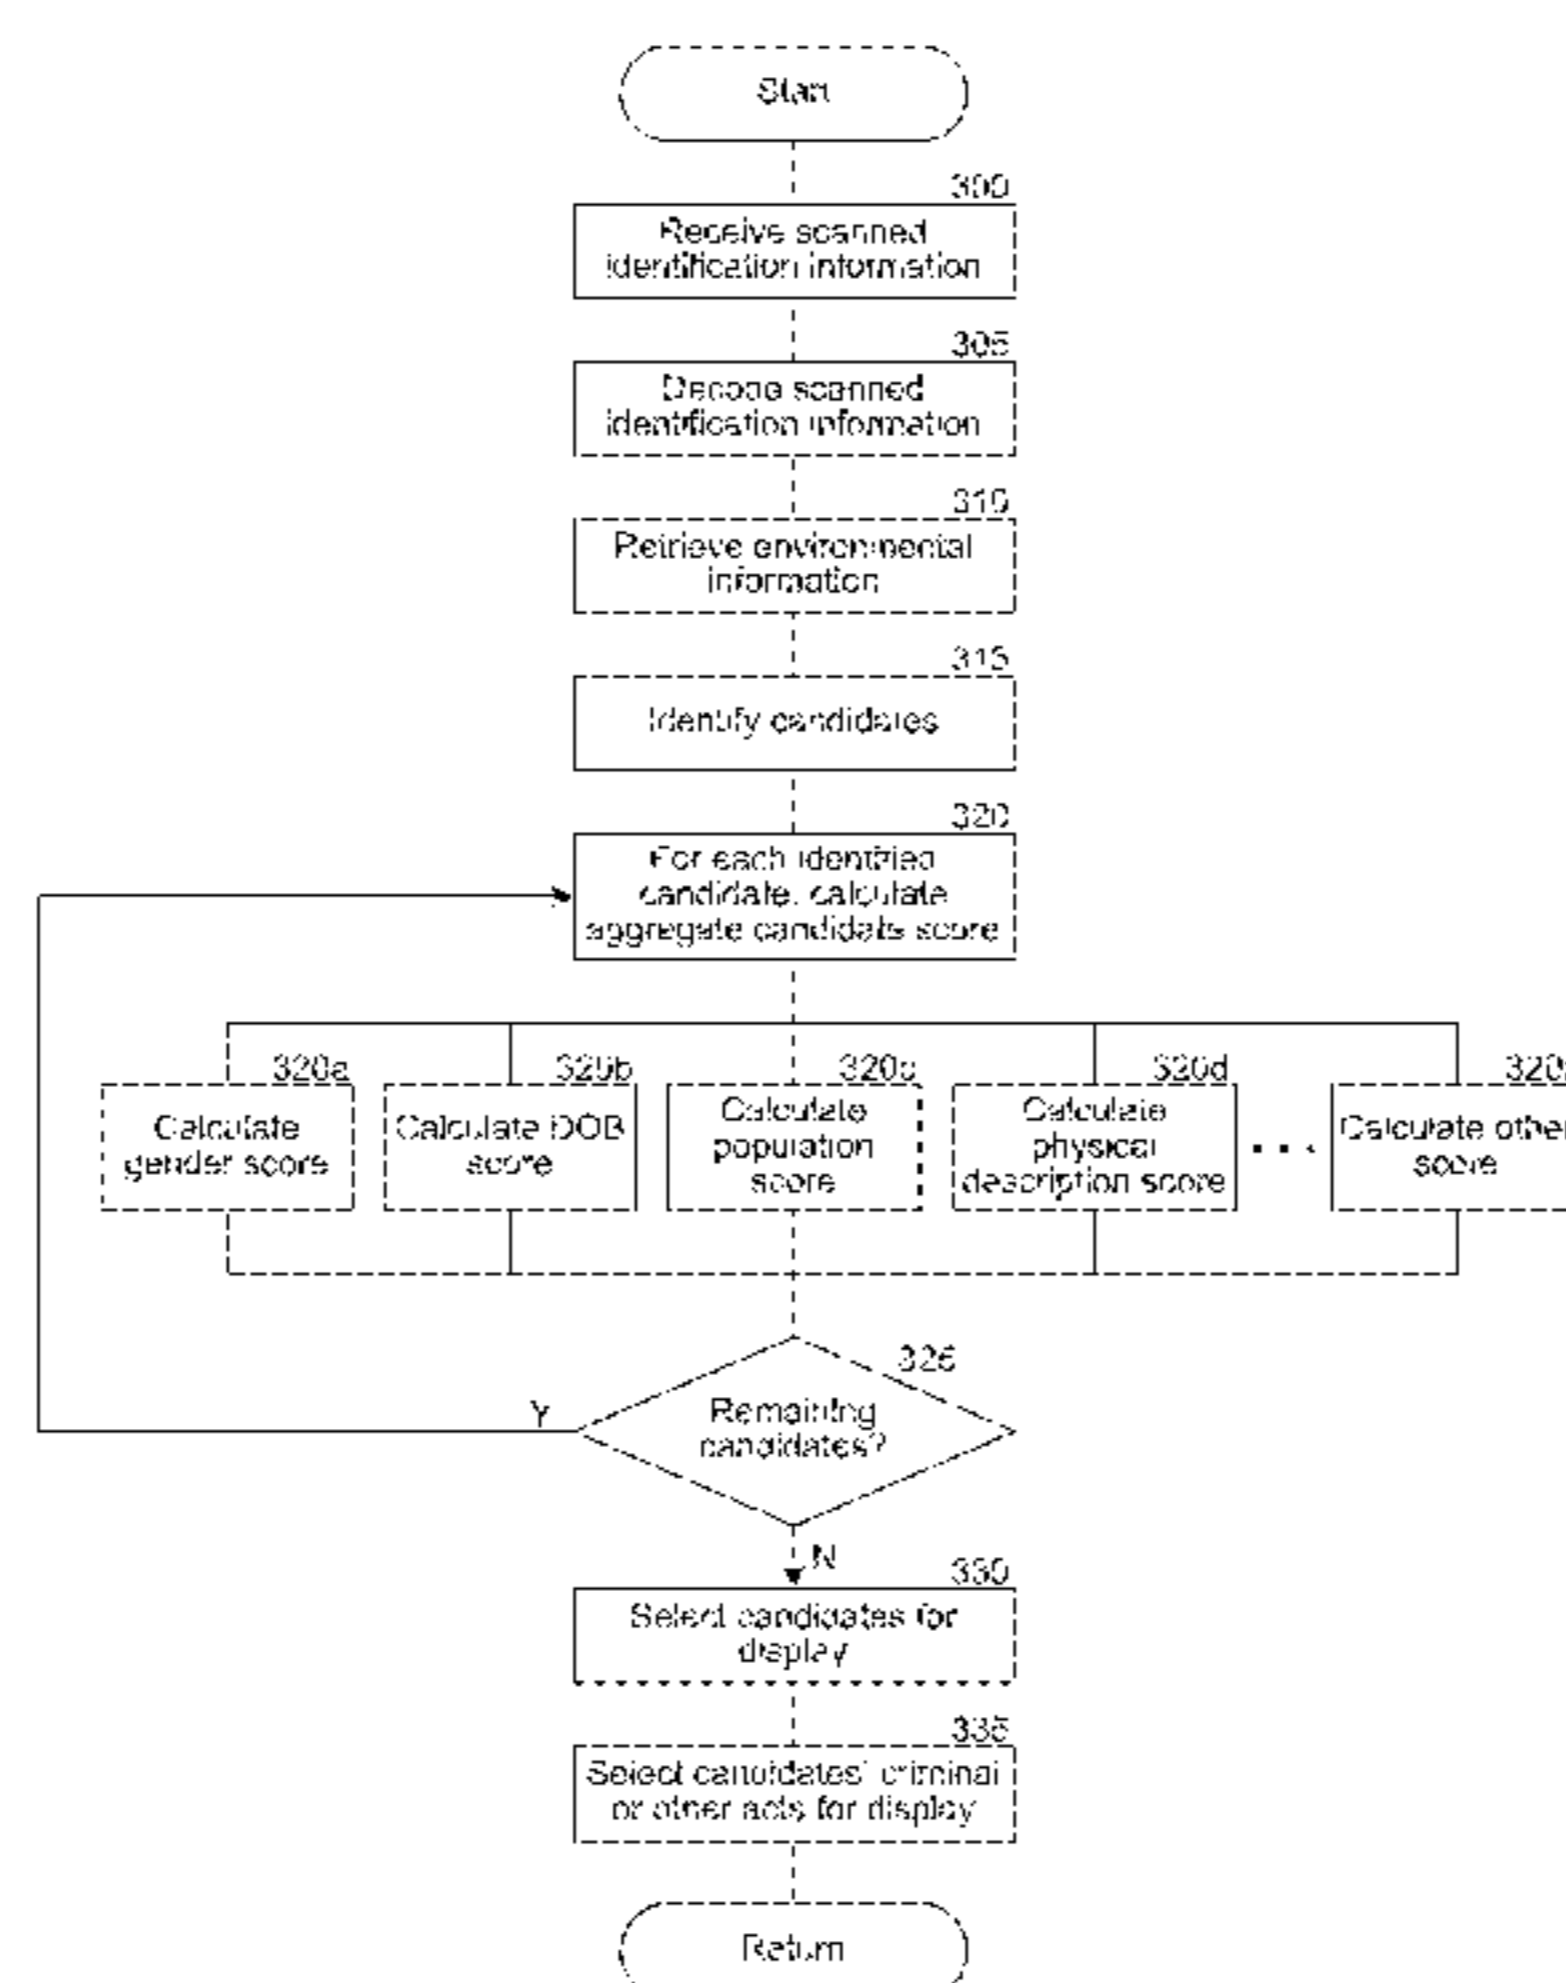 Start
300
Receive scanned
identification information
305
Decode scanned
identification information
310
Retrieve environmental
information
315
Identify candidates
320
For each identified
candidate, calculate
aggregate candidate score
320a
Calculate
gender score
320b
Calculate DOB
score
320c
Calculate
population
score
320d
Calculate
physical
description score
...
320
Calculate other
score
325
Remaining
candidates?
Y
N
330
Select candidates for
display
335
Select candidates' criminal
or other acts for display
Return